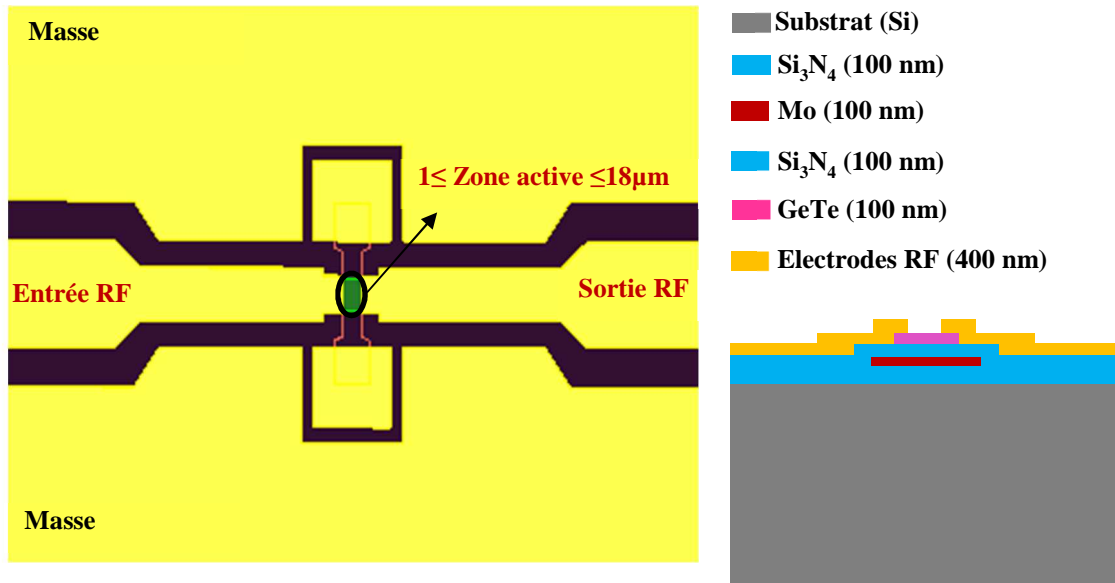 Masse
1≤ Zone active ≤18µm
Entrée RF
Sortie RF
Masse
Substrat (Si)
Si₃N₄ (100 nm)
Mo (100 nm)
Si₃N₄ (100 nm)
GeTe (100 nm)
Electrodes RF (400 nm)